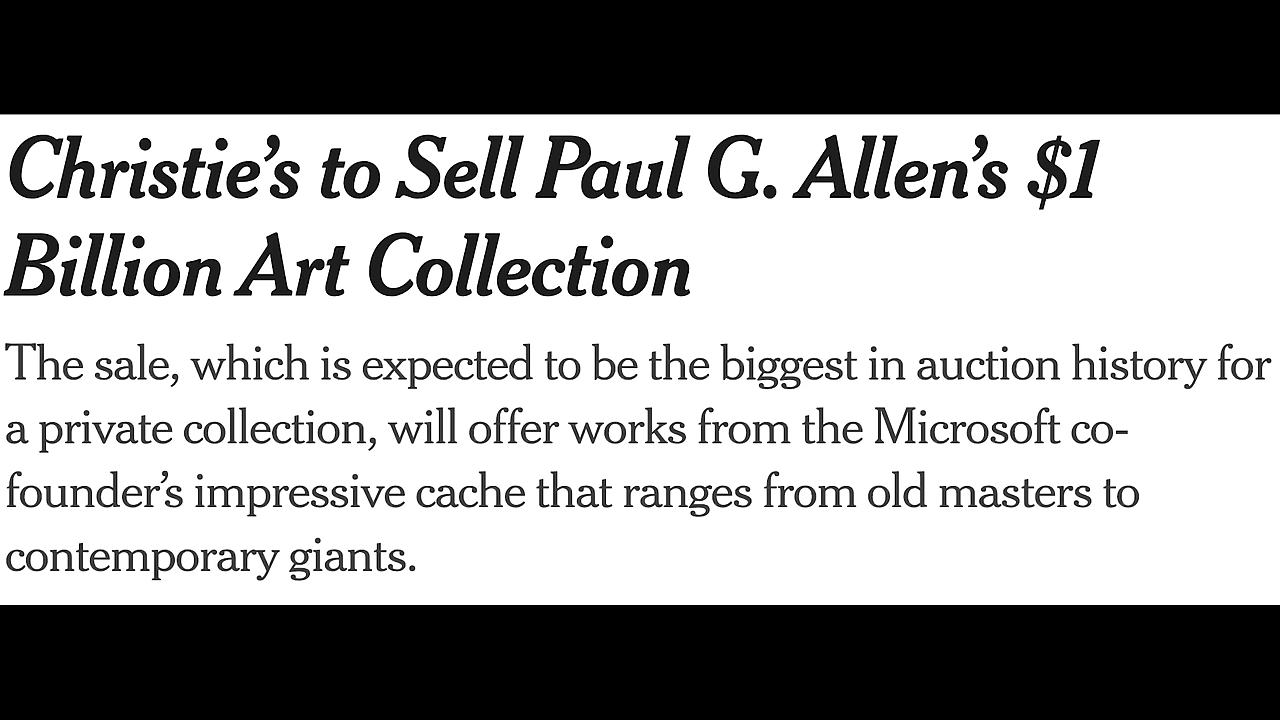 Christie’s to Sell Paul G. Allen’s $1
Billion Art Collection
The sale, which is expected to be the biggest in auction history for
a private collection, will offer works from the Microsoft co-
founder’s impressive cache that ranges from old masters to
contemporary giants.